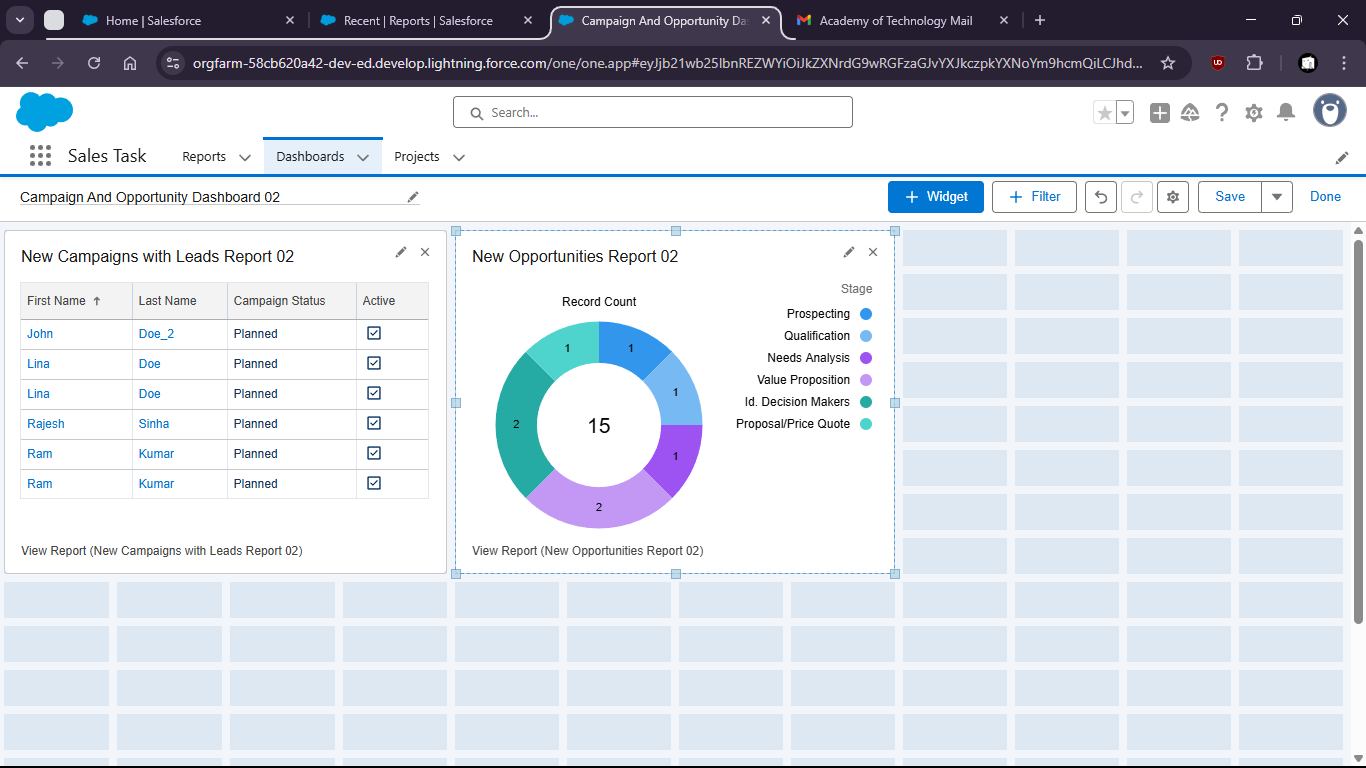 Home | Salesforce
Recent | Reports | Salesforce
Campaign And Opportunity Da
Academy of Technology Mail
orgfarm-58cb620a42-dev-ed.develop.lightning.force.com/one/one.app#eyJjb21wb25lbnREZWYiOiJkZXNrdG9wRGFzaGJvYXJkczpkYXNoYm9hcmQiLCJhd...
Search...
Sales Task
Reports
Dashboards
Projects
Campaign And Opportunity Dashboard 02
Widget
Filter
Save
Done
New Campaigns with Leads Report 02
First Name Last Name Campaign Status Active
John Doe_2 Planned
Lina Doe Planned
Lina Doe Planned
Rajesh Sinha Planned
Ram Kumar Planned
Ram Kumar Planned
View Report (New Campaigns with Leads Report 02)
New Opportunities Report 02
Record Count
1
1
1
2
2
1
15
Stage
Prospecting
Qualification
Needs Analysis
Value Proposition
Id. Decision Makers
Proposal/Price Quote
View Report (New Opportunities Report 02)